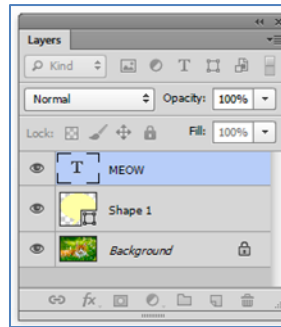 Layers
Kind
Normal Opacity: 100%
Lock: Fill: 100%
T MEOW
Shape 1
Background
fx